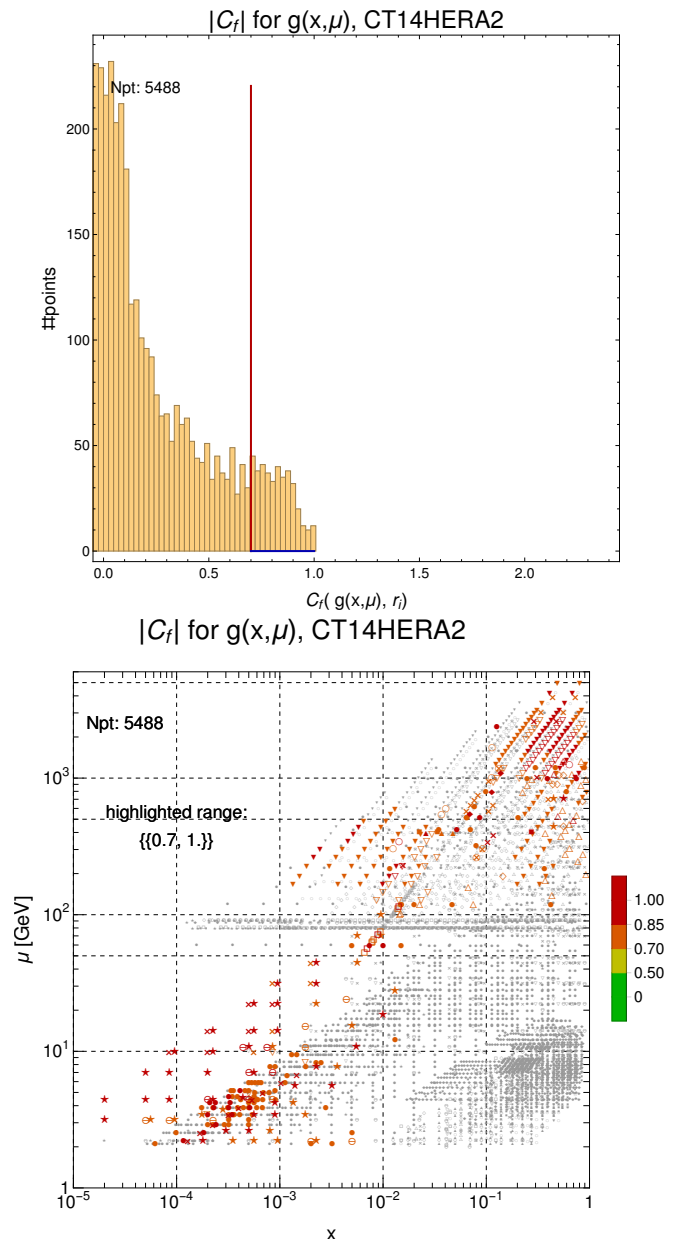 |C_f| for g(x,μ), CT14HERA2
Npt: 5488
#points
200
150
100
50
0
0.0 0.5 1.0 1.5 2.0
C_f( g(x,μ), r_i)
|C_f| for g(x,μ), CT14HERA2
Npt: 5488
highlighted range:
{{0.7, 1.}}
μ [GeV]
10^3
10^2
10^1
1
10^-5 10^-4 10^-3 10^-2 10^-1 1
x
1.00
0.85
0.70
0.50
0